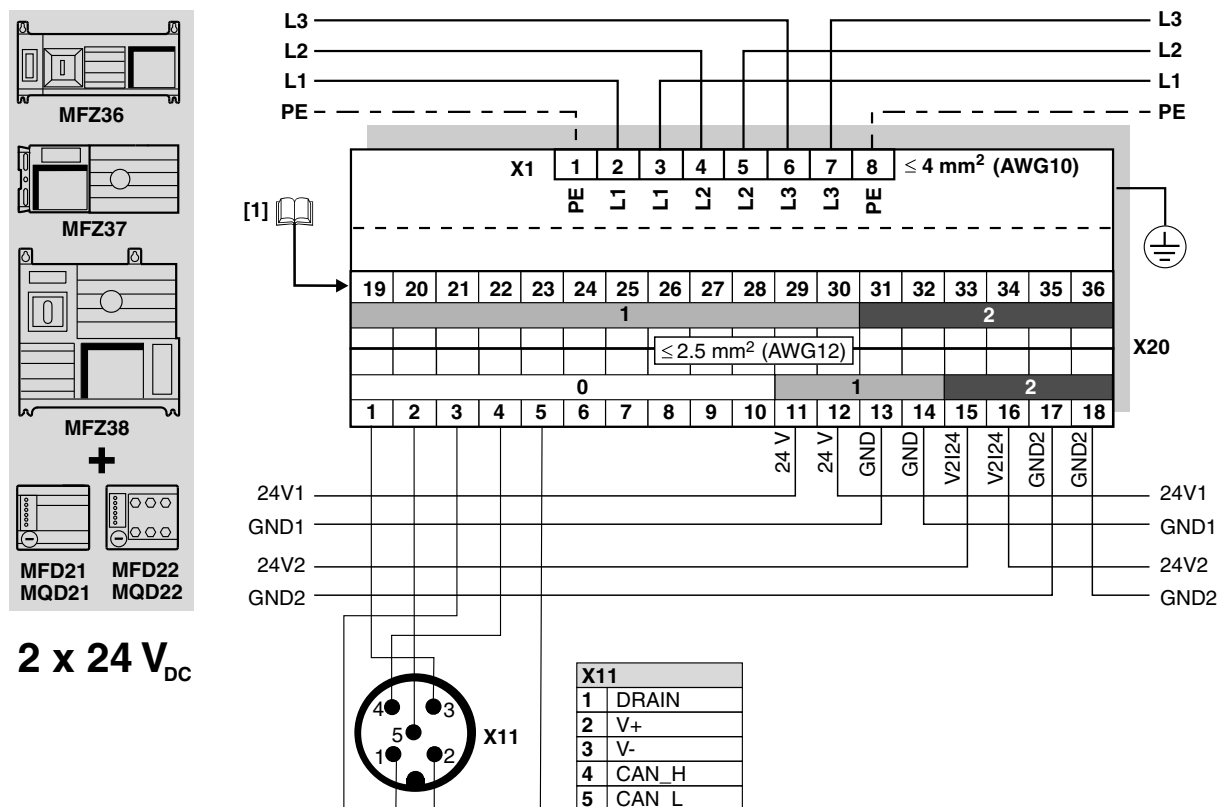 MFZ36
MFZ37
MFZ38
+
MFD21 MFD22
MQD21 MQD22
2 x 24 V_DC
L3 L3
L2 L2
L1 L1
PE PE
X1 1 2 3 4 5 6 7 8 ≤ 4 mm² (AWG10)
PE L1 L1 L2 L2 L3 L3 PE
[1]
19 20 21 22 23 24 25 26 27 28 29 30 31 32 33 34 35 36
1 2
≤ 2.5 mm² (AWG12)
X20
0 1 2
1 2 3 4 5 6 7 8 9 10 11 12 13 14 15 16 17 18
24 V 24 V GND GND V2I24 V2I24 GND2 GND2
24V1 24V1
GND1 GND1
24V2 24V2
GND2 GND2
4 3
5
1 2
X11
X11
1 DRAIN
2 V+
3 V-
4 CAN_H
5 CAN_L